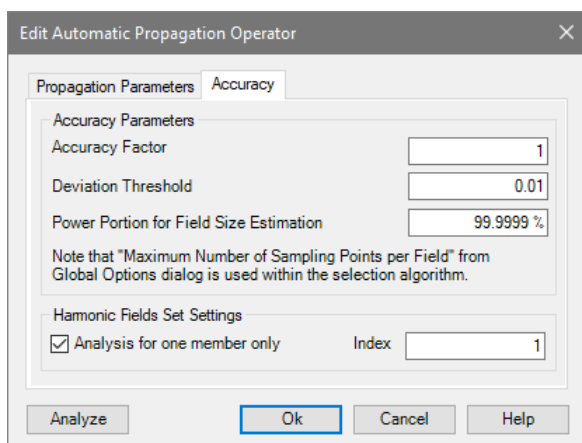 Edit Automatic Propagation Operator
Propagation Parameters Accuracy
Accuracy Parameters
Accuracy Factor 1
Deviation Threshold 0.01
Power Portion for Field Size Estimation 99.9999 %
Note that "Maximum Number of Sampling Points per Field" from
Global Options dialog is used within the selection algorithm.
Harmonic Fields Set Settings
Analysis for one member only Index 1
Analyze Ok Cancel Help